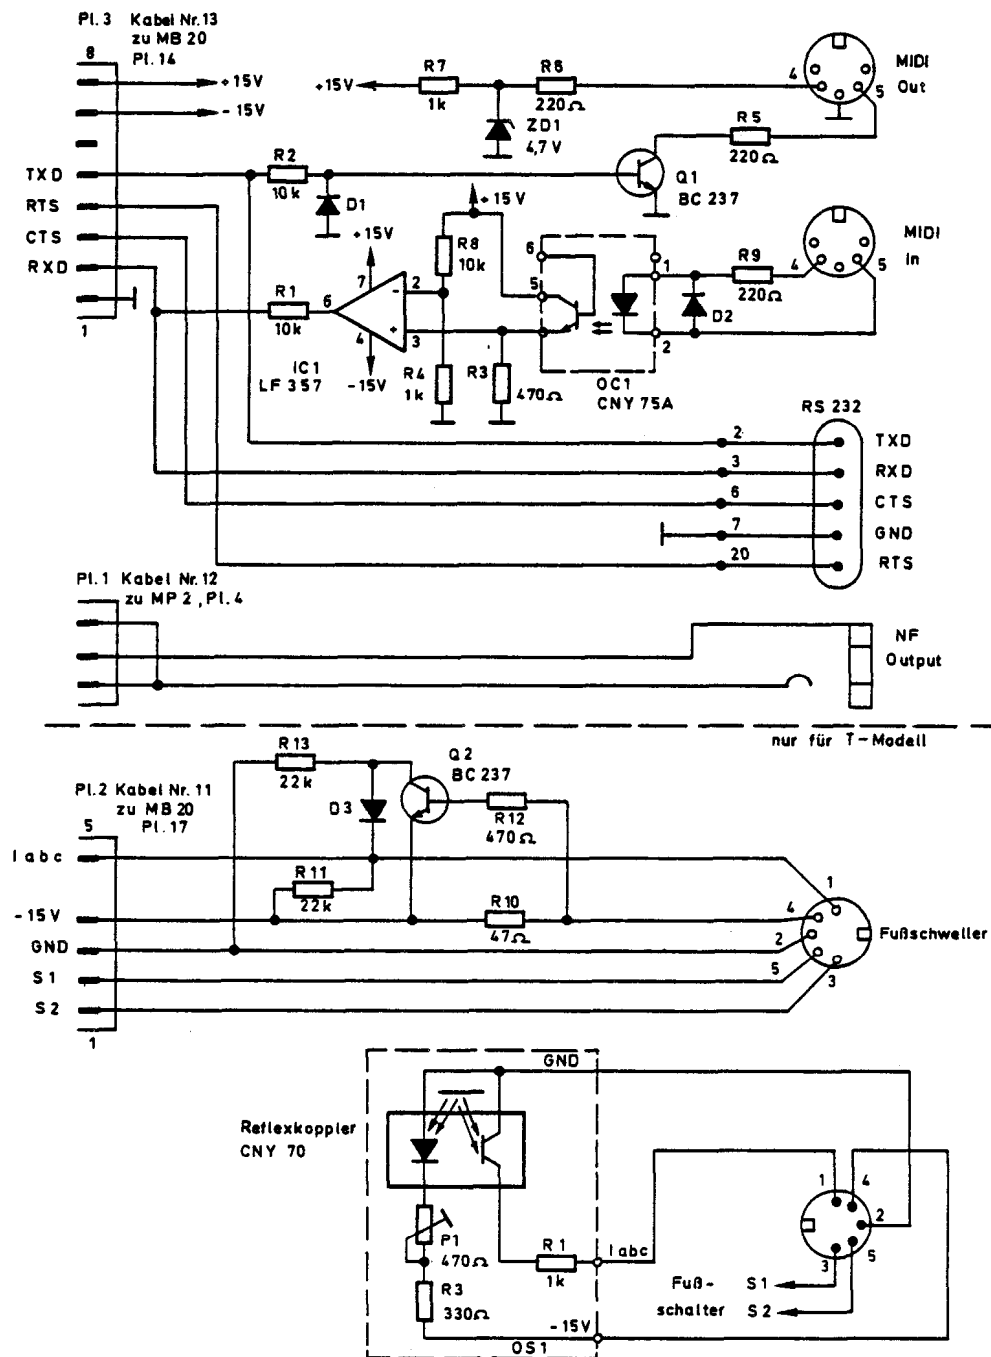 Pl. 3 Kabel Nr. 13
zu MB 20
Pl. 14
8
+15V
-15V
TXD
RTS
CTS
RXD
1
+15V
R7
1k
R6
220Ω
ZD1
4,7 V
4
5
MIDI
Out
R5
220Ω
Q1
BC 237
R2
10k
D1
+15V
+15V
R8
10k
7
2
6
3
4
-15V
R1
10k
IC1
LF 357
R4
1k
R3
470Ω
6
5
1
2
OC1
CNY 75A
R9
220Ω
D2
4
5
MIDI
In
RS 232
2
TXD
3
RXD
6
CTS
7
GND
20
RTS
Pl. 1 Kabel Nr. 12
zu MP 2, Pl. 4
NF
Output
nur für T-Modell
Pl. 2 Kabel Nr. 11
zu MB 20
Pl. 17
5
Iabc
-15V
GND
S1
S2
1
R13
22k
D3
Q2
BC 237
R12
470Ω
R11
22k
R10
47Ω
1
4
2
5
3
Fußschweller
GND
Reflexkoppler
CNY 70
P1
470Ω
R3
330Ω
R1
1k
Iabc
-15V
OS1
1
4
2
3
5
Fuß-
schalter
S1
S2